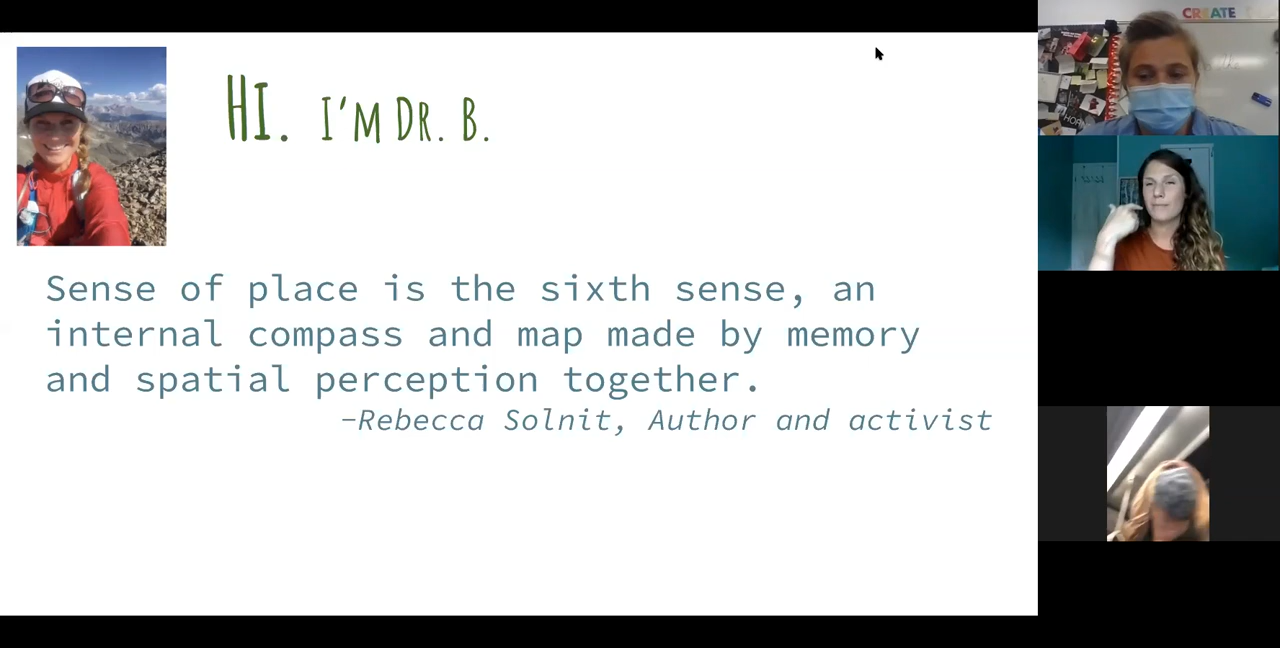 HI. I'M DR. B.
Sense of place is the sixth sense, an
internal compass and map made by memory
and spatial perception together.
–Rebecca Solnit, Author and activist
CREATE